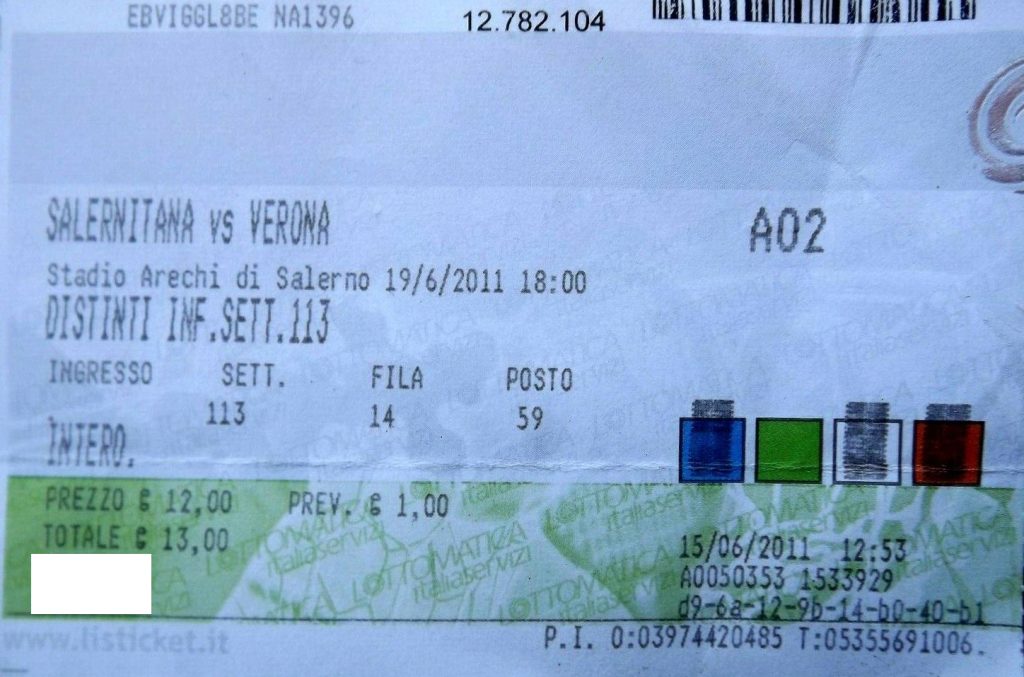 EBVIGGL8BE NA1396 12.782.104
SALERNITANA vs VERONA A02
Stadio Arechi di Salerno 19/6/2011 18:00
DISTINTI INF.SETT.113
INGRESSO SETT. FILA POSTO
113 14 59
INTERO.
PREZZO € 12,00 PREV. € 1,00
TOTALE € 13,00
LOTTOMATICA italiaservizi
15/06/2011 12:53
A0050353 1533929
d9-6a-12-9b-14-b0-40-b1
www.listicket.it
P.I. O:03974420485 T:05355691006.